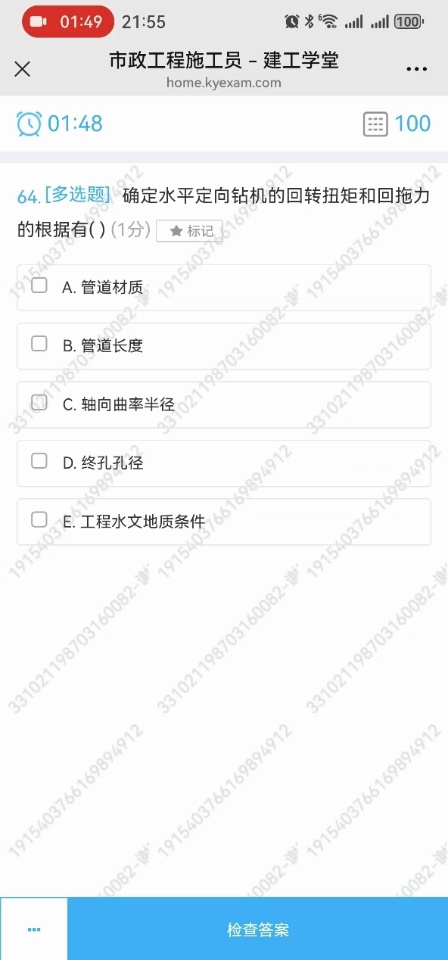 01:49 21:55 100
市政工程施工员 – 建工学堂
home.kyexam.com
01:48 100
64. [多选题] 确定水平定向钻机的回转扭矩和回拖力
的根据有( ) (1分) ★ 标记
A. 管道材质
B. 管道长度
C. 轴向曲率半径
D. 终孔孔径
E. 工程水文地质条件
191540376616989​4912
331021198703160082-谢
检查答案